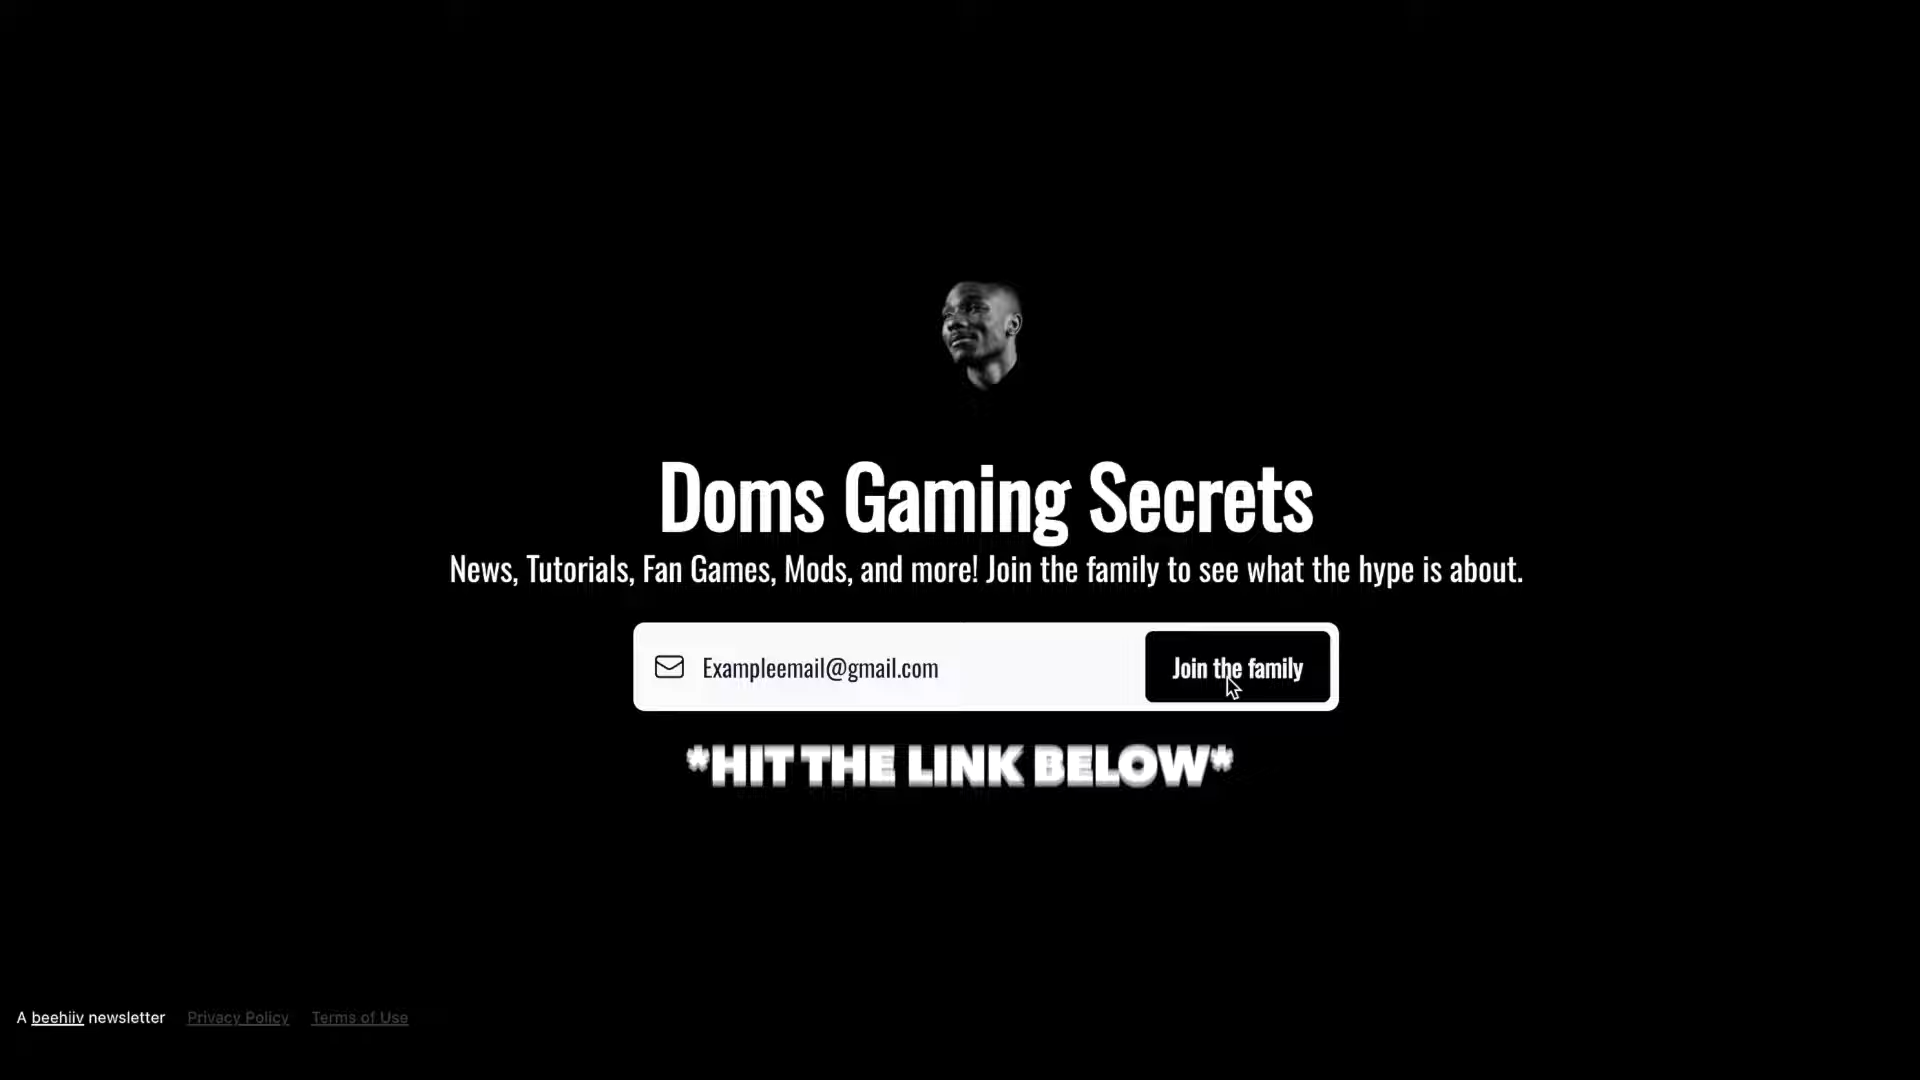 Doms Gaming Secrets
News, Tutorials, Fan Games, Mods, and more! Join the family to see what the hype is about.
Exampleemail@gmail.com
Join the family
*HIT THE LINK BELOW*
A beehiiv newsletter Privacy Policy Terms of Use